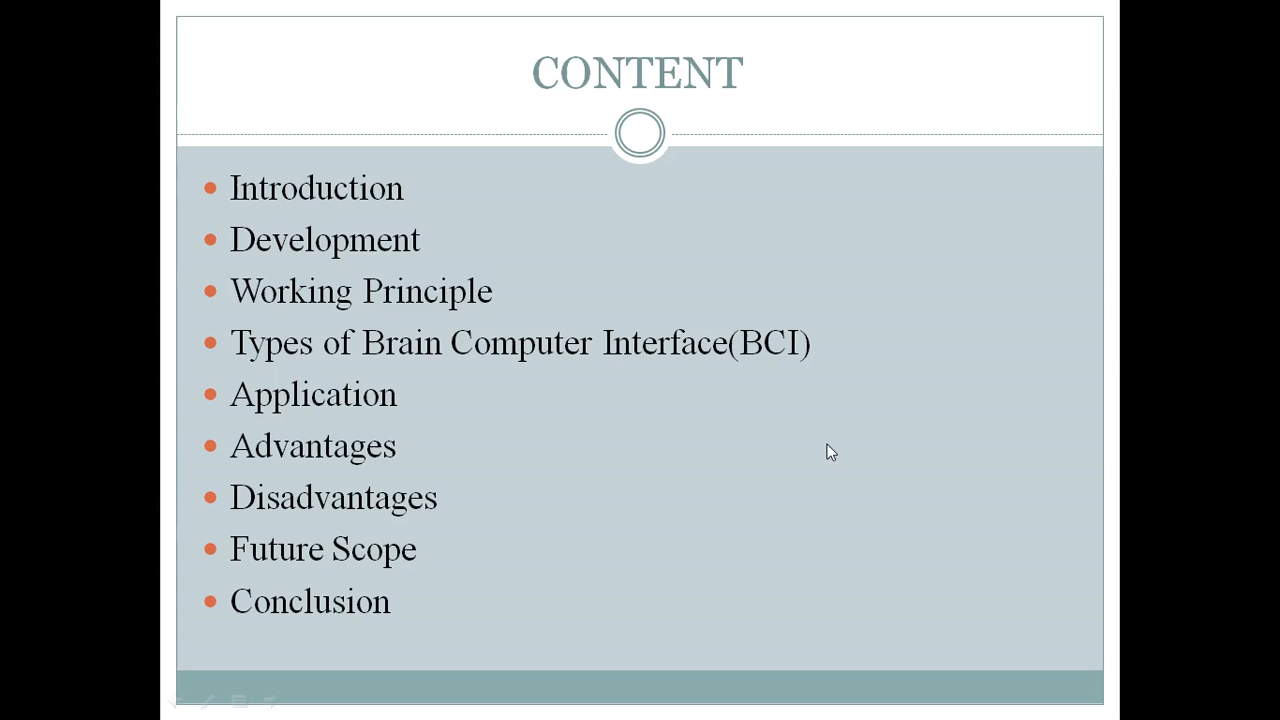 CONTENT
Introduction
Development
Working Principle
Types of Brain Computer Interface(BCI)
Application
Advantages
Disadvantages
Future Scope
Conclusion